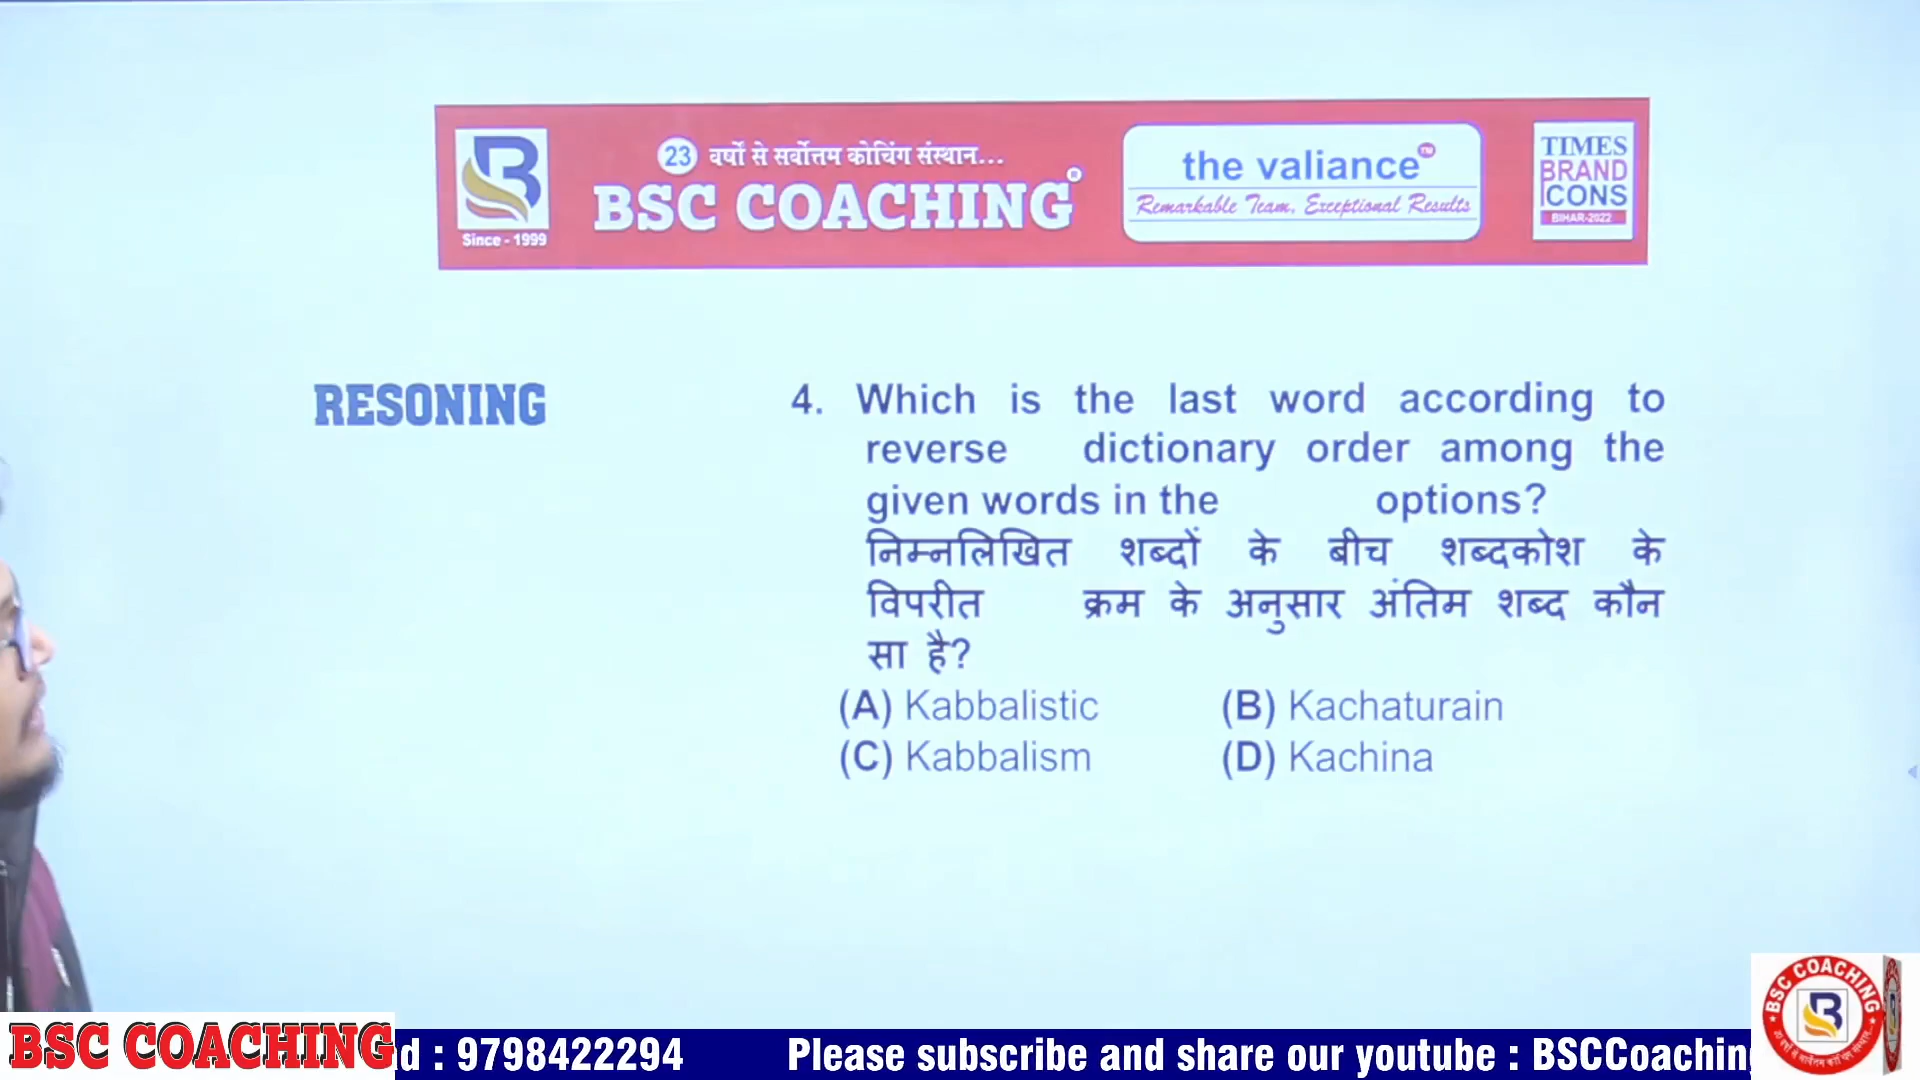 23 वर्षों से सर्वोत्तम कोचिंग संस्थान...
BSC COACHING®
Since - 1999
the valiance™
Remarkable Team, Exceptional Results
TIMES
BRAND
ICONS
BIHAR-2022
RESONING
4. Which is the last word according to
reverse dictionary order among the
given words in the options?
निम्नलिखित शब्दों के बीच शब्दकोश के
विपरीत क्रम के अनुसार अंतिम शब्द कौन
सा है?
(A) Kabbalistic (B) Kachaturain
(C) Kabbalism (D) Kachina
BSC COACHING
BSC COACHING d : 9798422294 Please subscribe and share our youtube : BSCCoachin